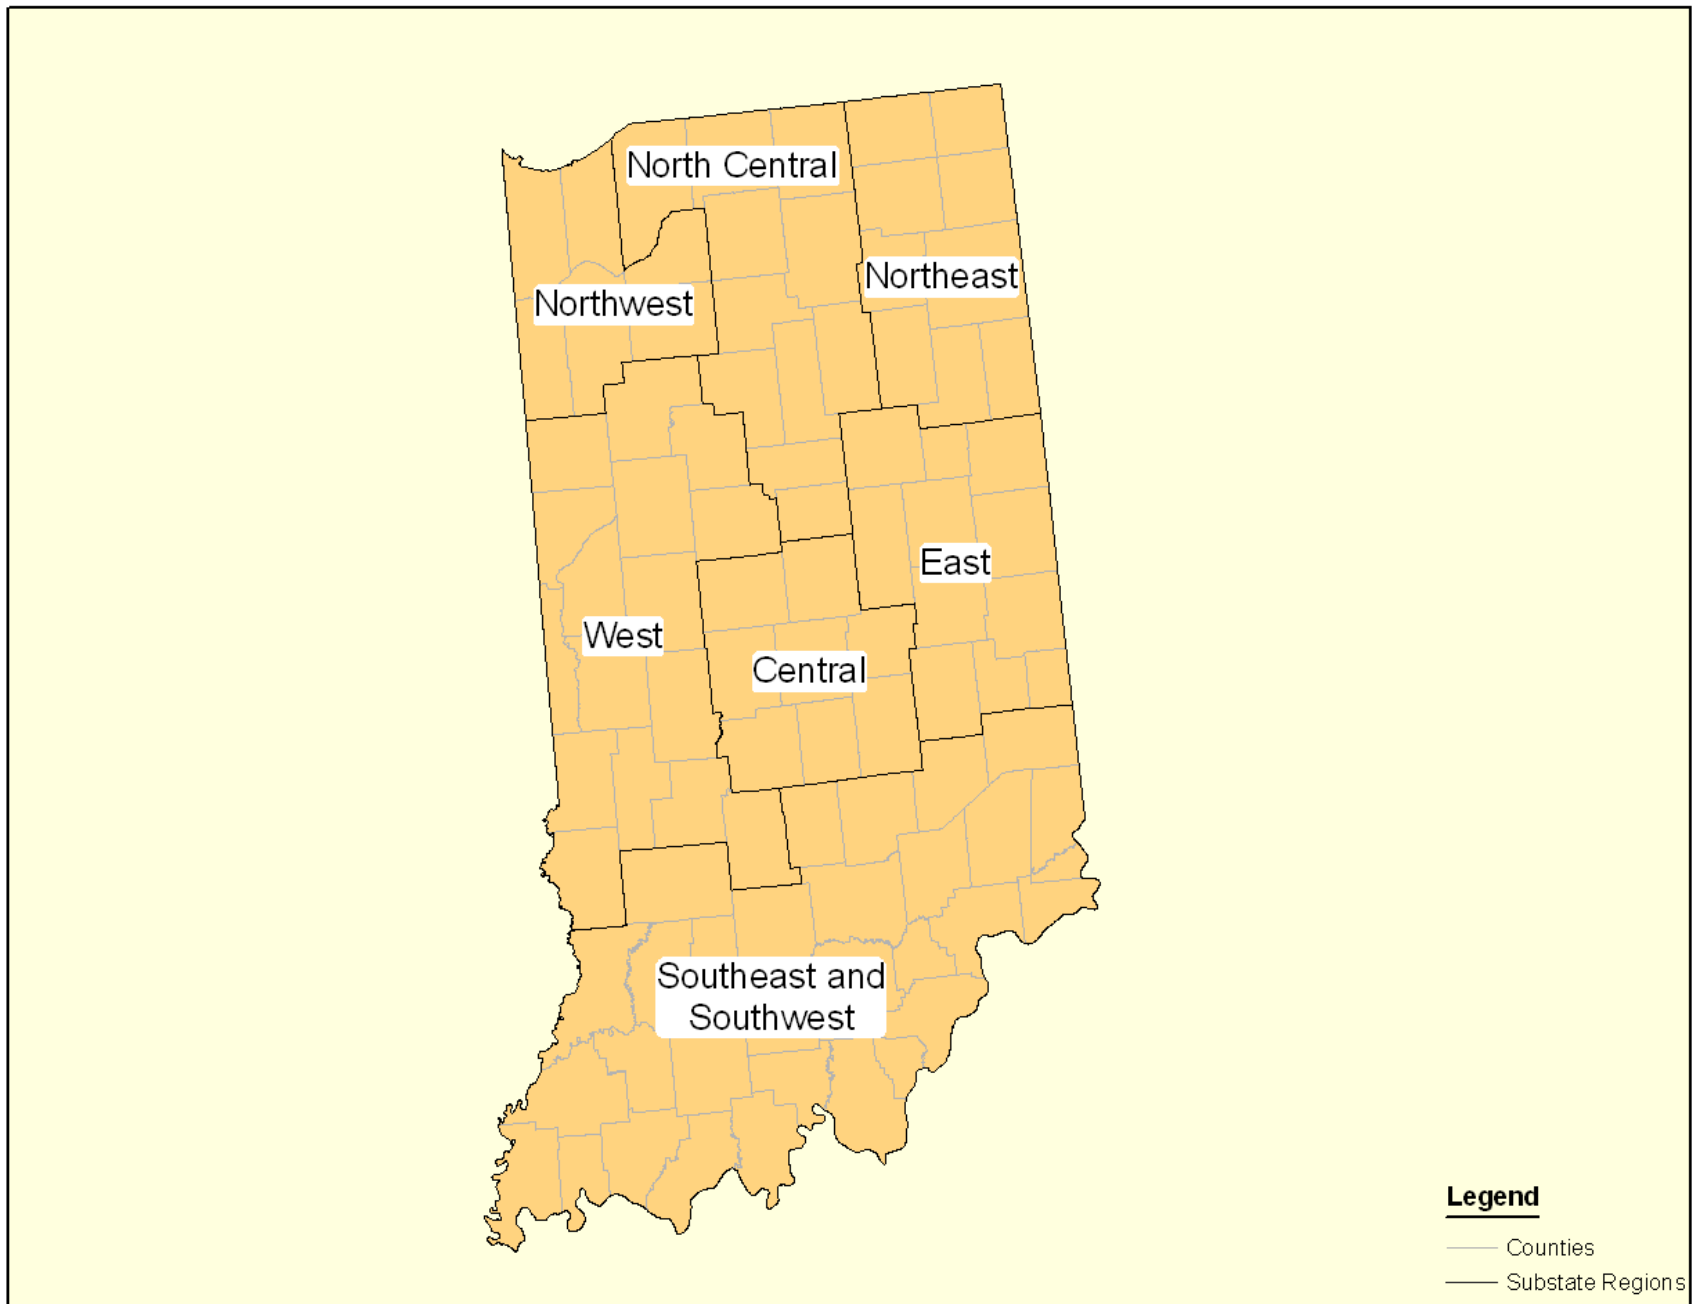 North Central
Northeast
Northwest
East
West
Central
Southeast and
Southwest
Legend
Counties
Substate Regions